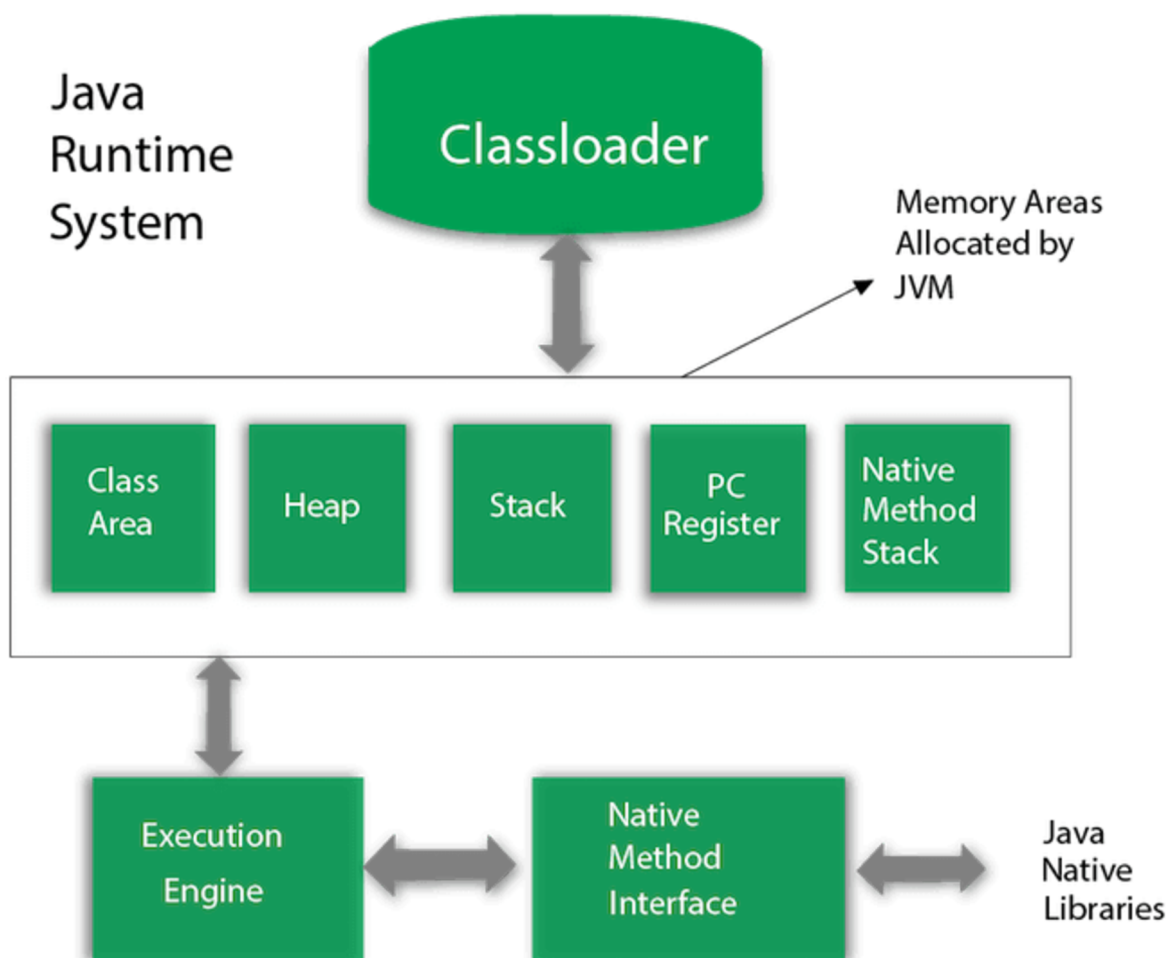 Java
Runtime
System
Classloader
Memory Areas
Allocated by
JVM
Class
Area
Heap
Stack
PC
Register
Native
Method
Stack
Execution
Engine
Native
Method
Interface
Java
Native
Libraries